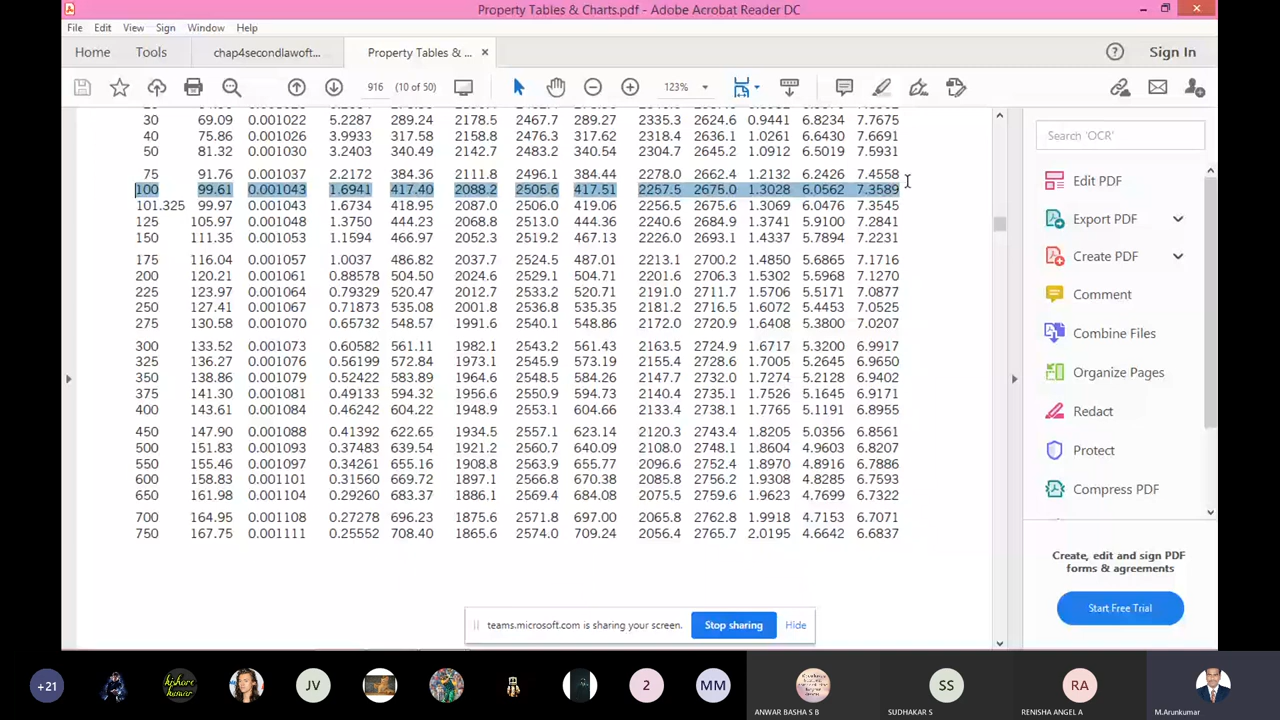 Property Tables & Charts.pdf - Adobe Acrobat Reader DC
File Edit View Sign Window Help
Home Tools chap4secondlawoft... Property Tables & ... × Sign In
916 (10 of 50) 123%
30 69.09 0.001022 5.2287 289.24 2178.5 2467.7 289.27 2335.3 2624.6 0.9441 6.8234 7.7675
40 75.86 0.001026 3.9933 317.58 2158.8 2476.3 317.62 2318.4 2636.1 1.0261 6.6430 7.6691
50 81.32 0.001030 3.2403 340.49 2142.7 2483.2 340.54 2304.7 2645.2 1.0912 6.5019 7.5931
75 91.76 0.001037 2.2172 384.36 2111.8 2496.1 384.44 2278.0 2662.4 1.2132 6.2426 7.4558
100 99.61 0.001043 1.6941 417.40 2088.2 2505.6 417.51 2257.5 2675.0 1.3028 6.0562 7.3589
101.325 99.97 0.001043 1.6734 418.95 2087.0 2506.0 419.06 2256.5 2675.6 1.3069 6.0476 7.3545
125 105.97 0.001048 1.3750 444.23 2068.8 2513.0 444.36 2240.6 2684.9 1.3741 5.9100 7.2841
150 111.35 0.001053 1.1594 466.97 2052.3 2519.2 467.13 2226.0 2693.1 1.4337 5.7894 7.2231
175 116.04 0.001057 1.0037 486.82 2037.7 2524.5 487.01 2213.1 2700.2 1.4850 5.6865 7.1716
200 120.21 0.001061 0.88578 504.50 2024.6 2529.1 504.71 2201.6 2706.3 1.5302 5.5968 7.1270
225 123.97 0.001064 0.79329 520.47 2012.7 2533.2 520.71 2191.0 2711.7 1.5706 5.5171 7.0877
250 127.41 0.001067 0.71873 535.08 2001.8 2536.8 535.35 2181.2 2716.5 1.6072 5.4453 7.0525
275 130.58 0.001070 0.65732 548.57 1991.6 2540.1 548.86 2172.0 2720.9 1.6408 5.3800 7.0207
300 133.52 0.001073 0.60582 561.11 1982.1 2543.2 561.43 2163.5 2724.9 1.6717 5.3200 6.9917
325 136.27 0.001076 0.56199 572.84 1973.1 2545.9 573.19 2155.4 2728.6 1.7005 5.2645 6.9650
350 138.86 0.001079 0.52422 583.89 1964.6 2548.5 584.26 2147.7 2732.0 1.7274 5.2128 6.9402
375 141.30 0.001081 0.49133 594.32 1956.6 2550.9 594.73 2140.4 2735.1 1.7526 5.1645 6.9171
400 143.61 0.001084 0.46242 604.22 1948.9 2553.1 604.66 2133.4 2738.1 1.7765 5.1191 6.8955
450 147.90 0.001088 0.41392 622.65 1934.5 2557.1 623.14 2120.3 2743.4 1.8205 5.0356 6.8561
500 151.83 0.001093 0.37483 639.54 1921.2 2560.7 640.09 2108.0 2748.1 1.8604 4.9603 6.8207
550 155.46 0.001097 0.34261 655.16 1908.8 2563.9 655.77 2096.6 2752.4 1.8970 4.8916 6.7886
600 158.83 0.001101 0.31560 669.72 1897.1 2566.8 670.38 2085.8 2756.2 1.9308 4.8285 6.7593
650 161.98 0.001104 0.29260 683.37 1886.1 2569.4 684.08 2075.5 2759.6 1.9623 4.7699 6.7322
700 164.95 0.001108 0.27278 696.23 1875.6 2571.8 697.00 2065.8 2762.8 1.9918 4.7153 6.7071
750 167.75 0.001111 0.25552 708.40 1865.6 2574.0 709.24 2056.4 2765.7 2.0195 4.6642 6.6837
Search 'OCR'
Edit PDF
Export PDF
Create PDF
Comment
Combine Files
Organize Pages
Redact
Protect
Compress PDF
Create, edit and sign PDF
forms & agreements
Start Free Trial
teams.microsoft.com is sharing your screen. Stop sharing Hide
+21 kishore kumar JV 2 MM SS RA
ANWAR BASHA S B SUDHAKAR S RENISHA ANGEL A M.Arunkumar